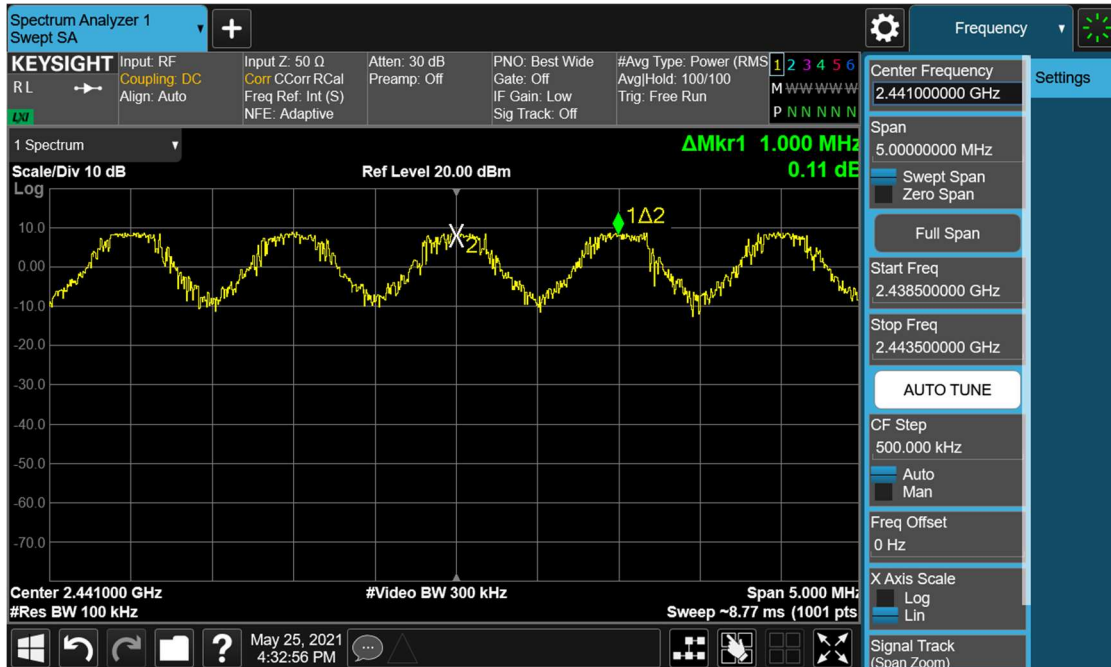 Spectrum Analyzer 1
Swept SA
+
Frequency
KEYSIGHT
RL
LXI
Input: RF
Coupling: DC
Align: Auto
Input Z: 50 Ω
Corr CCorr RCal
Freq Ref: Int (S)
NFE: Adaptive
Atten: 30 dB
Preamp: Off
PNO: Best Wide
Gate: Off
IF Gain: Low
Sig Track: Off
#Avg Type: Power (RMS
Avg|Hold: 100/100
Trig: Free Run
1 2 3 4 5 6
M W W W W W
P N N N N N
1 Spectrum
Scale/Div 10 dB
Ref Level 20.00 dBm
ΔMkr1 1.000 MHz
0.11 dB
Log
10.0
0.00
-10.0
-20.0
-30.0
-40.0
-50.0
-60.0
-70.0
1Δ2
2
Center 2.441000 GHz
#Res BW 100 kHz
#Video BW 300 kHz
Span 5.000 MHz
Sweep ~8.77 ms (1001 pts
?
May 25, 2021
4:32:56 PM
Center Frequency
2.441000000 GHz
Span
5.00000000 MHz
Swept Span
Zero Span
Full Span
Start Freq
2.438500000 GHz
Stop Freq
2.443500000 GHz
AUTO TUNE
CF Step
500.000 kHz
Auto
Man
Freq Offset
0 Hz
X Axis Scale
Log
Lin
Signal Track
(Span Zoom)
Settings